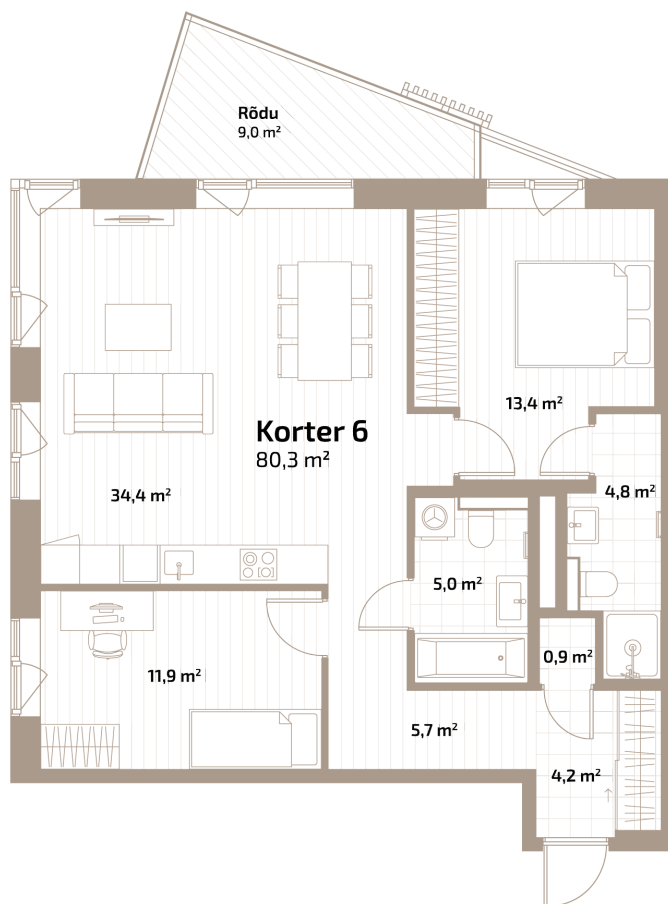 Rõdu
9,0 m²
13,4 m²
Korter 6
80,3 m²
34,4 m²
4,8 m²
5,0 m²
0,9 m²
11,9 m²
5,7 m²
4,2 m²